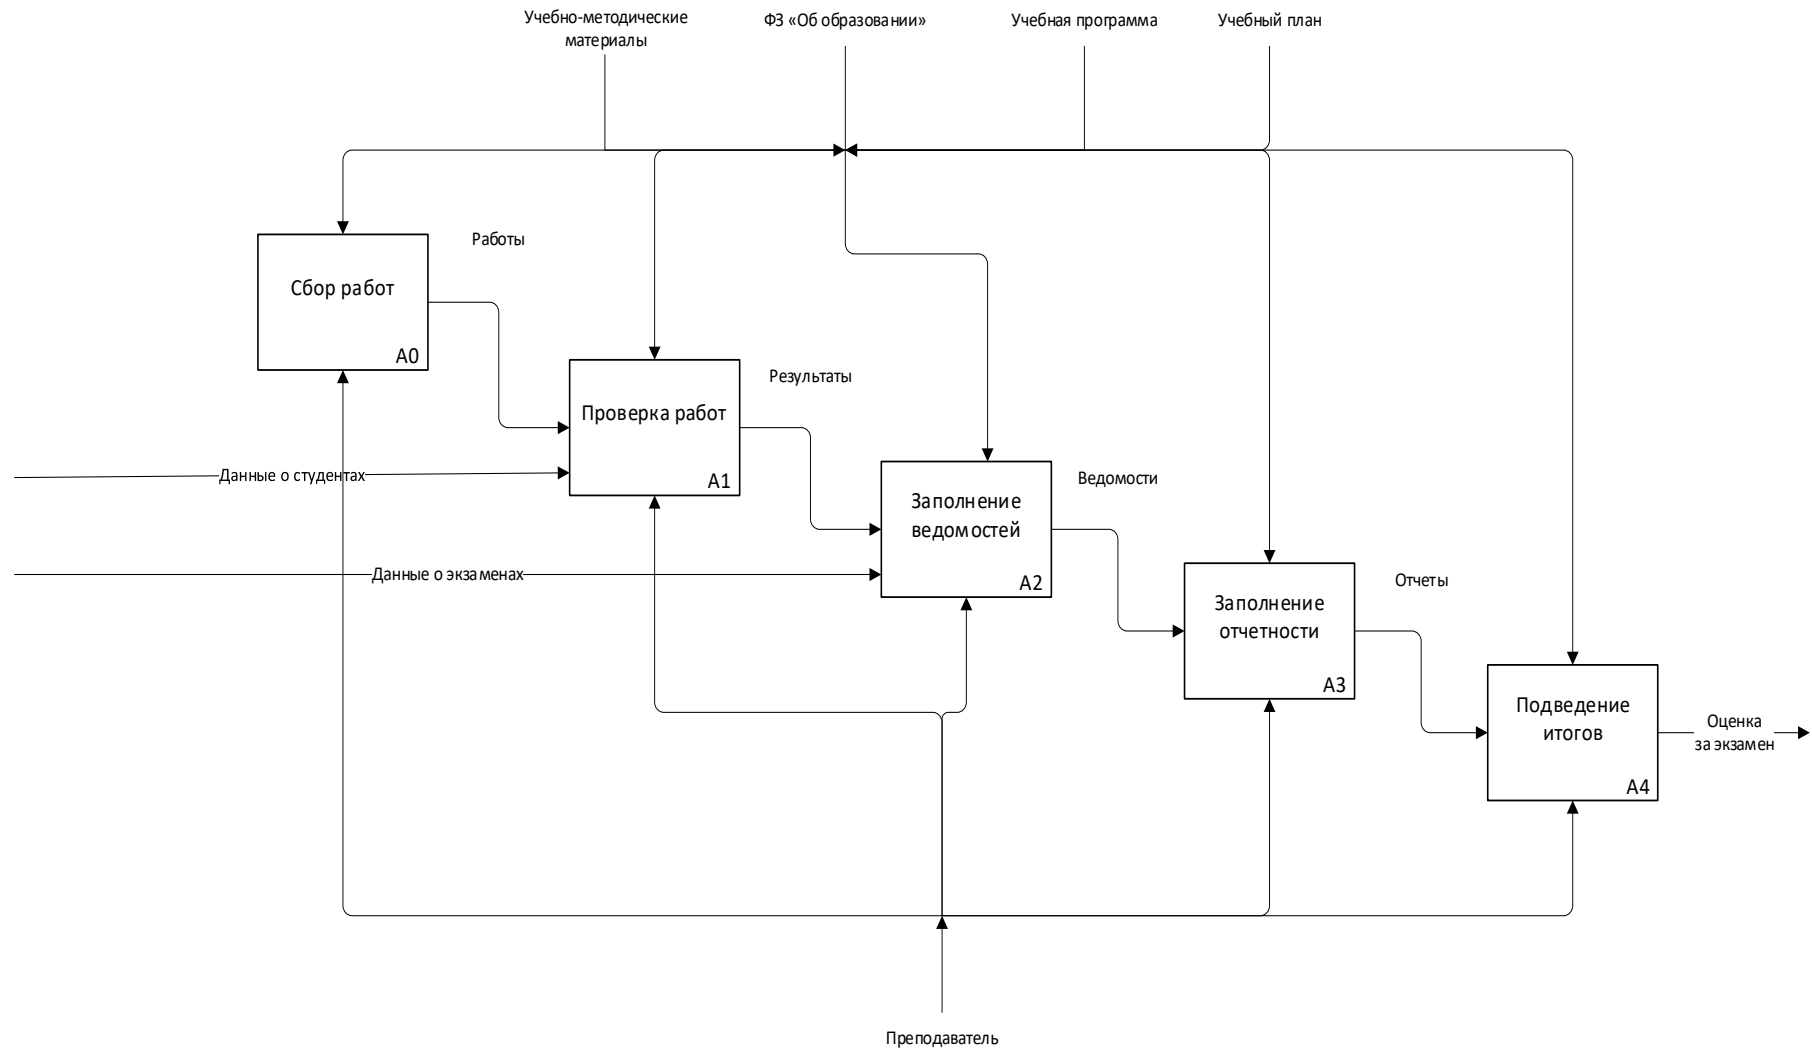 Учебно-методические
материалы
ФЗ «Об образовании»
Учебная программа
Учебный план
Работы
Сбор работ
A0
Результаты
Проверка работ
A1
Данные о студентах
Ведомости
Заполнение
ведомостей
A2
Данные о экзаменах
Отчеты
Заполнение
отчетности
A3
Подведение
итогов
A4
Оценка
за экзамен
Преподаватель